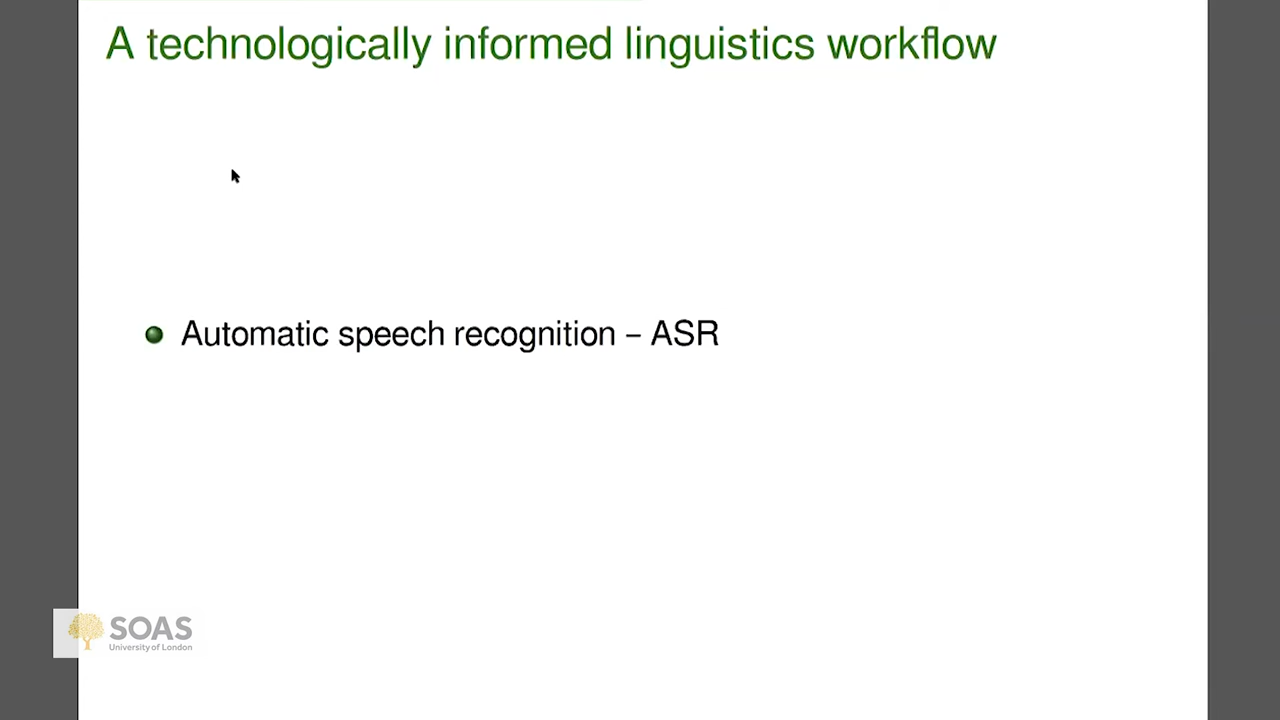 A technologically informed linguistics workflow
Automatic speech recognition – ASR
SOAS
University of London